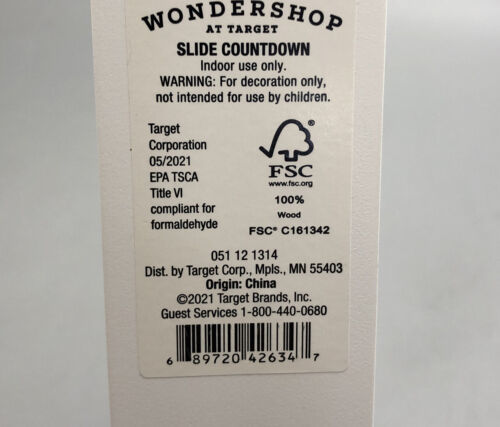 WONDERSHOP
AT TARGET
SLIDE COUNTDOWN
Indoor use only.
WARNING: For decoration only,
not intended for use by children.
Target
Corporation
05/2021
EPA TSCA
Title VI
compliant for
formaldehyde
®
FSC
www.fsc.org
100%
Wood
FSC® C161342
051 12 1314
Dist. by Target Corp., Mpls., MN 55403
Origin: China
©2021 Target Brands, Inc.
Guest Services 1-800-440-0680
6 89720 42634 7